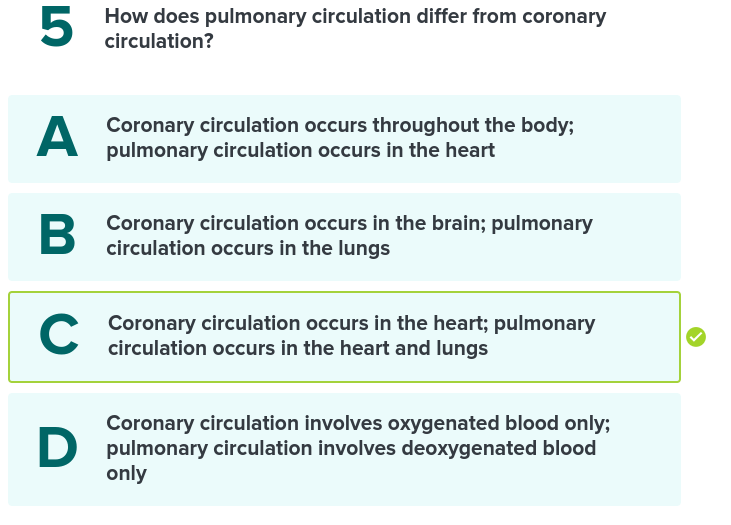 5
How does pulmonary circulation differ from coronary
circulation?
A
Coronary circulation occurs throughout the body;
pulmonary circulation occurs in the heart
B
Coronary circulation occurs in the brain; pulmonary
circulation occurs in the lungs
C
Coronary circulation occurs in the heart; pulmonary
circulation occurs in the heart and lungs
D
Coronary circulation involves oxygenated blood only;
pulmonary circulation involves deoxygenated blood
only